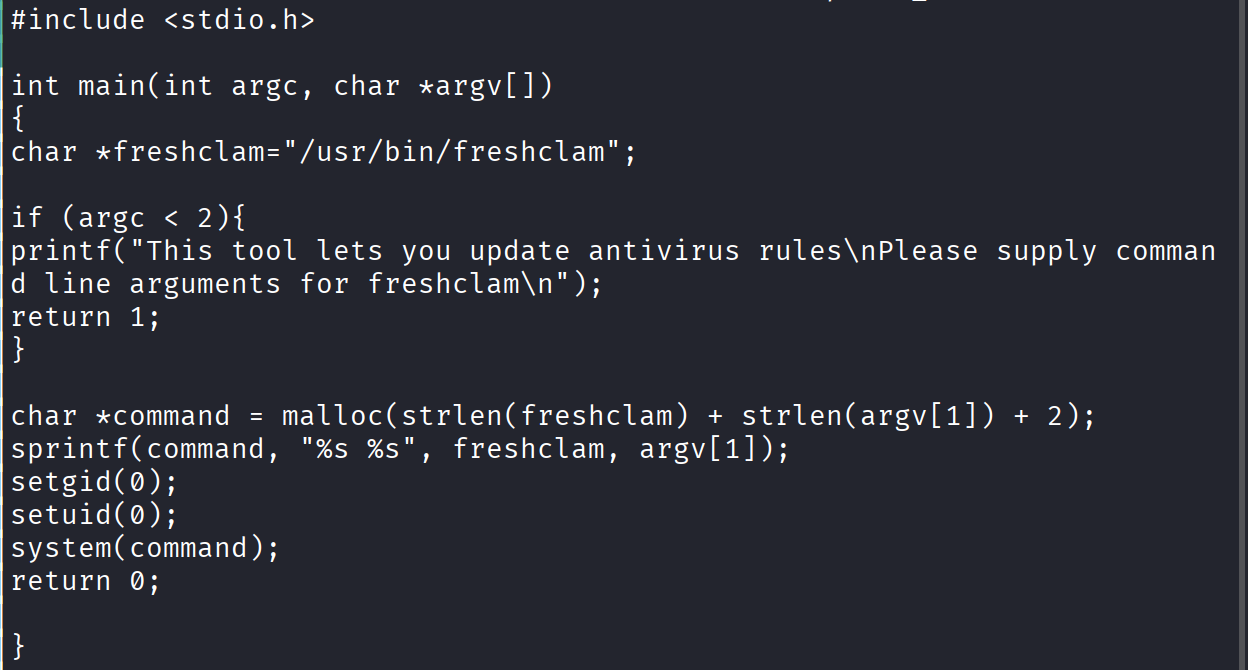 #include <stdio.h>
int main(int argc, char *argv[])
{
char *freshclam="/usr/bin/freshclam";
if (argc < 2){
printf("This tool lets you update antivirus rules\nPlease supply comman
d line arguments for freshclam\n");
return 1;
}
char *command = malloc(strlen(freshclam) + strlen(argv[1]) + 2);
sprintf(command, "%s %s", freshclam, argv[1]);
setgid(0);
setuid(0);
system(command);
return 0;
}